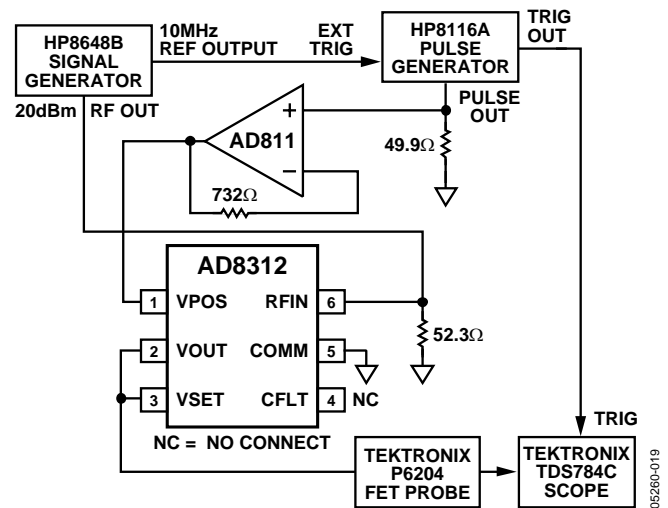 HP8648B
SIGNAL
GENERATOR
10MHz
REF OUTPUT
EXT
TRIG
HP8116A
PULSE
GENERATOR
TRIG
OUT
20dBm
RF OUT
PULSE
OUT
+
AD811
−
49.9Ω
732Ω
AD8312
1 VPOS
RFIN 6
2 VOUT
COMM 5
3 VSET
CFLT 4
NC
52.3Ω
NC = NO CONNECT
TRIG
TEKTRONIX
P6204
FET PROBE
TEKTRONIX
TDS784C
SCOPE
05260-019